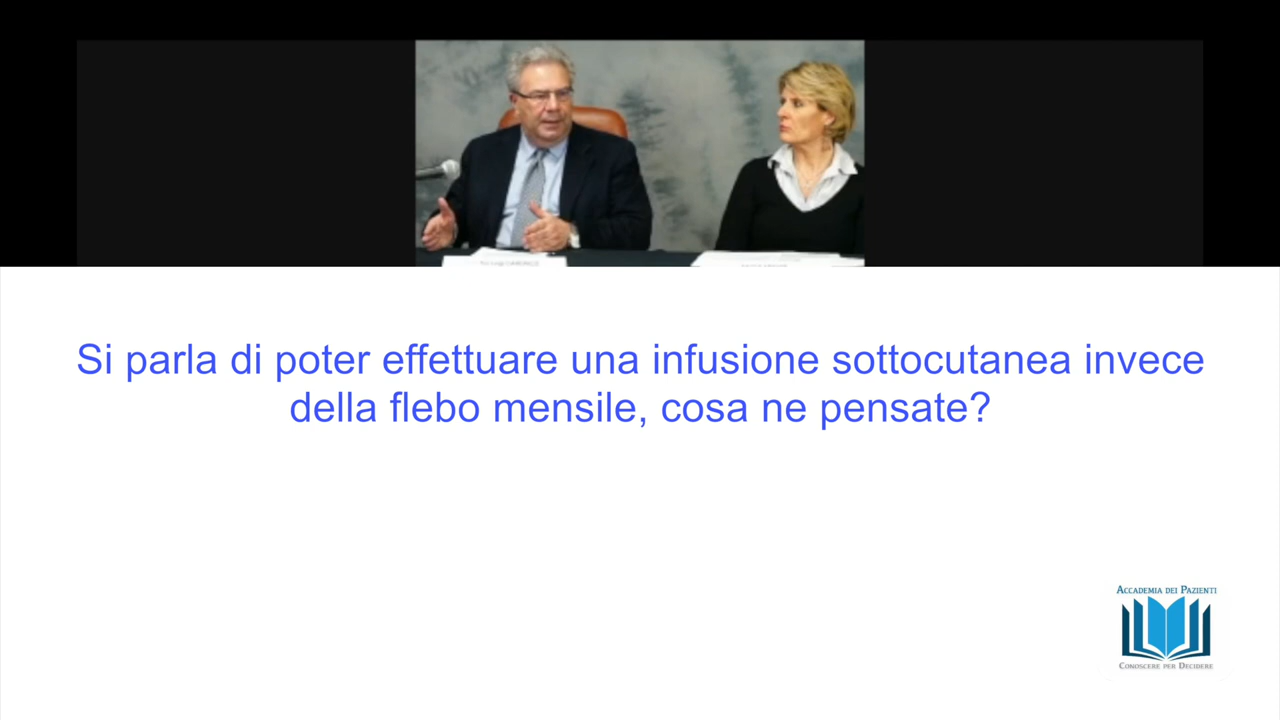 Si parla di poter effettuare una infusione sottocutanea invece
della flebo mensile, cosa ne pensate?
ACCADEMIA DEI PAZIENTI
CONOSCERE PER DECIDERE